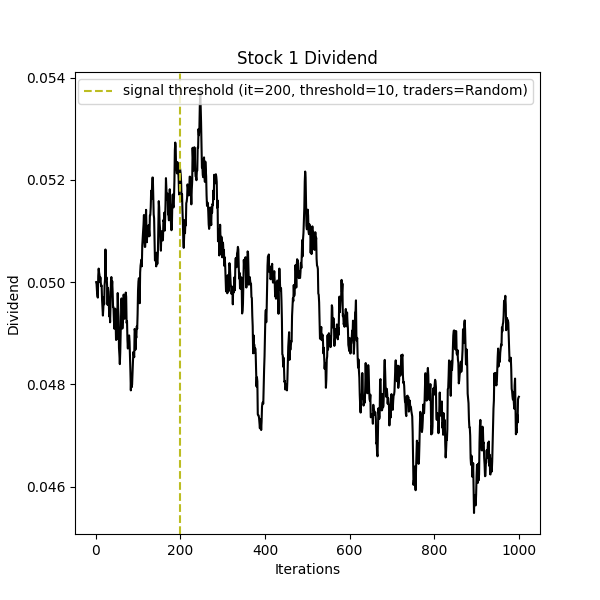 Stock 1 Dividend
signal threshold (it=200, threshold=10, traders=Random)
0.054
0.052
0.050
0.048
0.046
Dividend
0 200 400 600 800 1000
Iterations